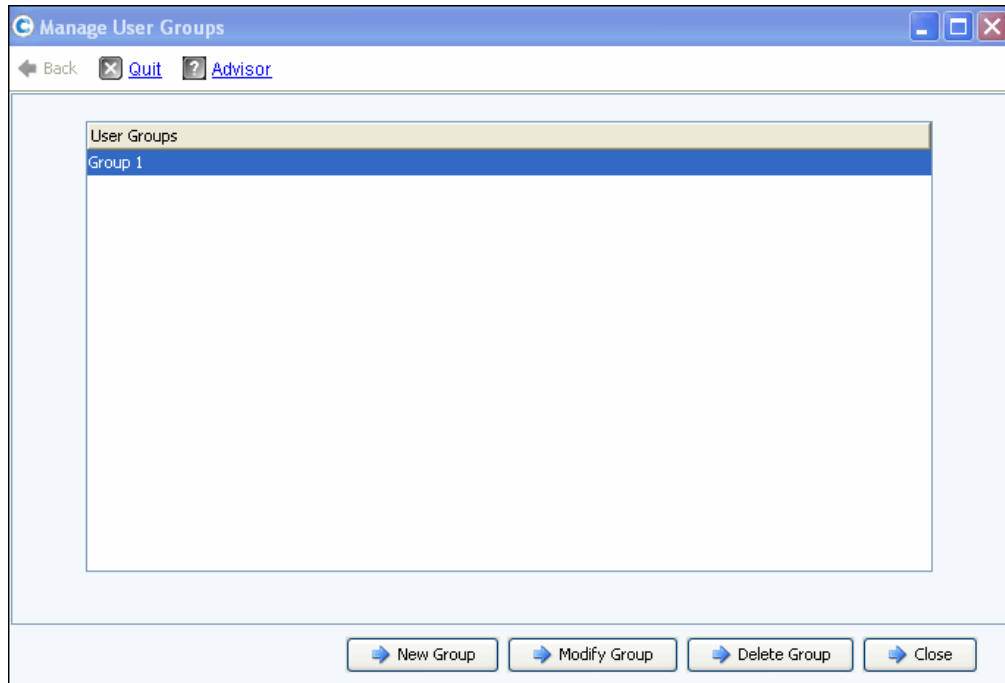 Manage User Groups
Back Quit Advisor
User Groups
Group 1
New Group Modify Group Delete Group Close